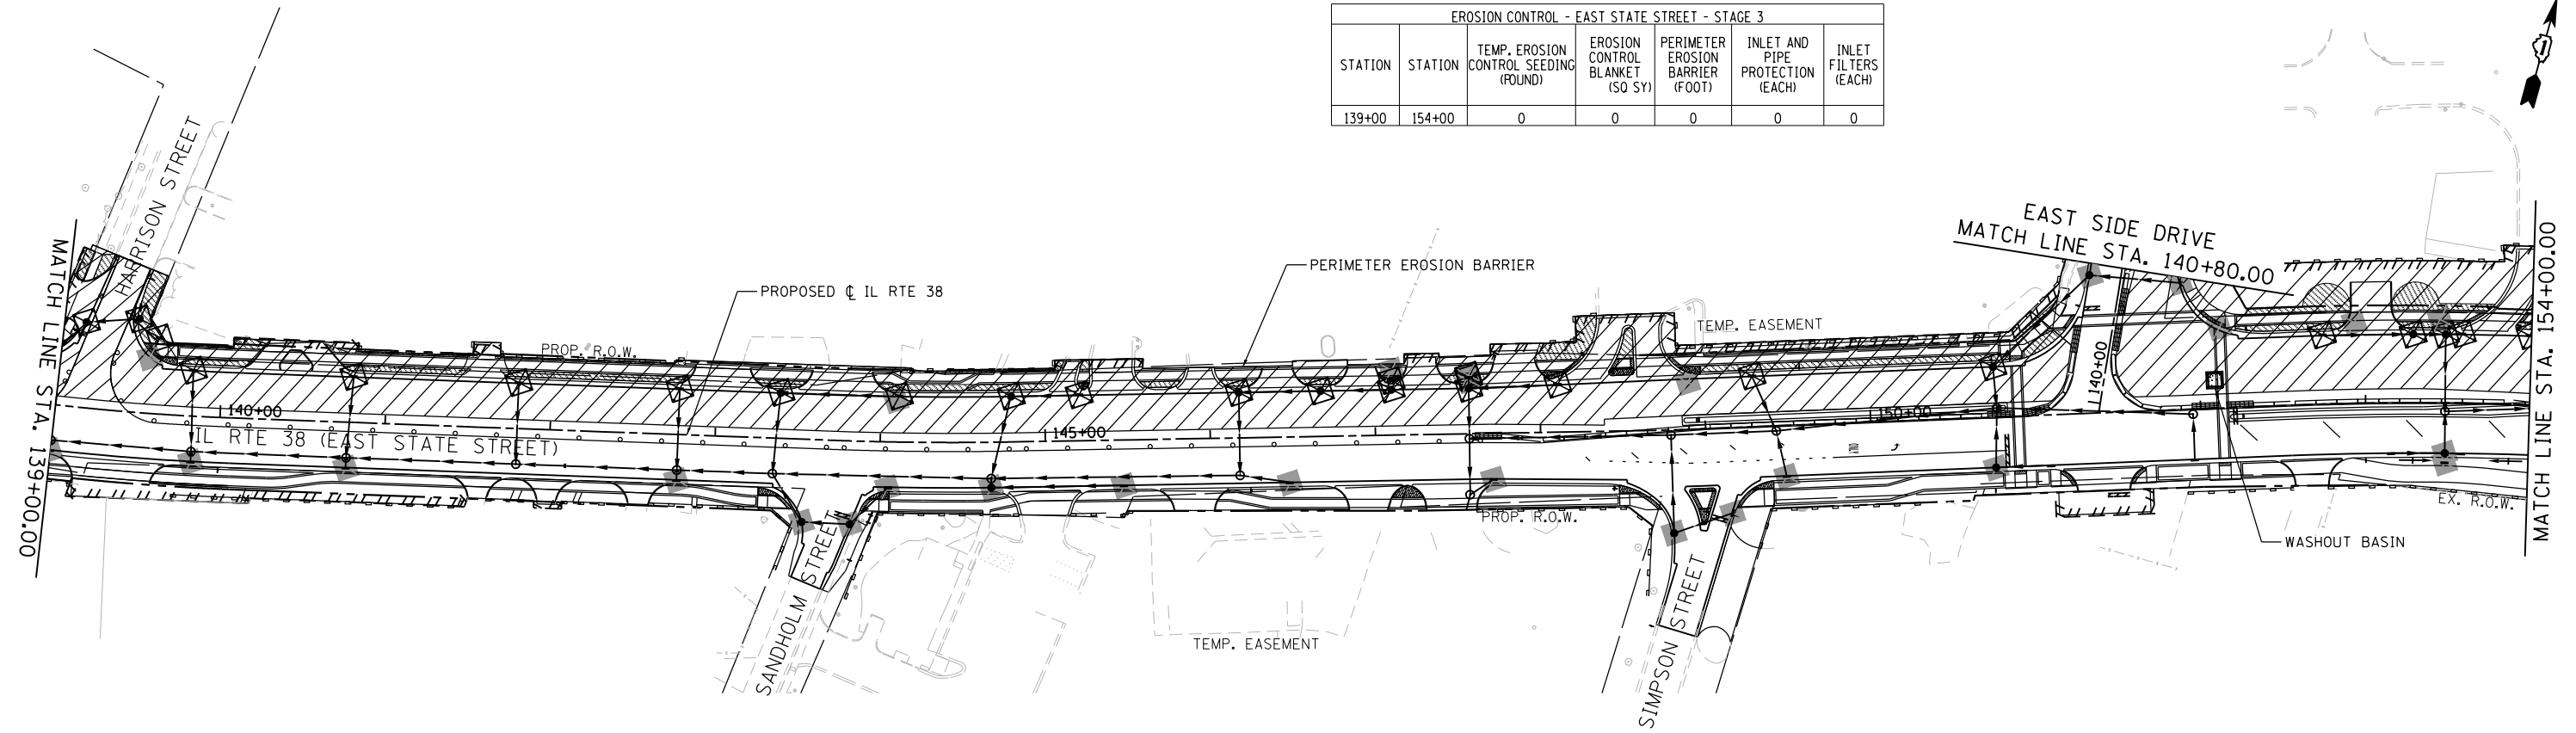 EROSION CONTROL - EAST STATE STREET - STAGE 3
STATION
STATION
TEMP. EROSION
CONTROL SEEDING
(POUND)
EROSION
CONTROL
BLANKET
(SQ SY)
PERIMETER
EROSION
BARRIER
(FOOT)
INLET AND
PIPE
PROTECTION
(EACH)
INLET
FILTERS
(EACH)
139+00 154+00 0 0 0 0 0
MATCH LINE STA. 139+00.00
HARRISON STREET
PROPOSED ℄ IL RTE 38
PERIMETER EROSION BARRIER
EAST SIDE DRIVE
MATCH LINE STA. 140+80.00
MATCH LINE STA. 154+00.00
PROP. R.O.W.
TEMP. EASEMENT
140+00
140+00
IL RTE 38 (EAST STATE STREET)
145+00
150+00
PROP. R.O.W.
EX. R.O.W.
WASHOUT BASIN
SANDHOLM STREET
TEMP. EASEMENT
SIMPSON STREET